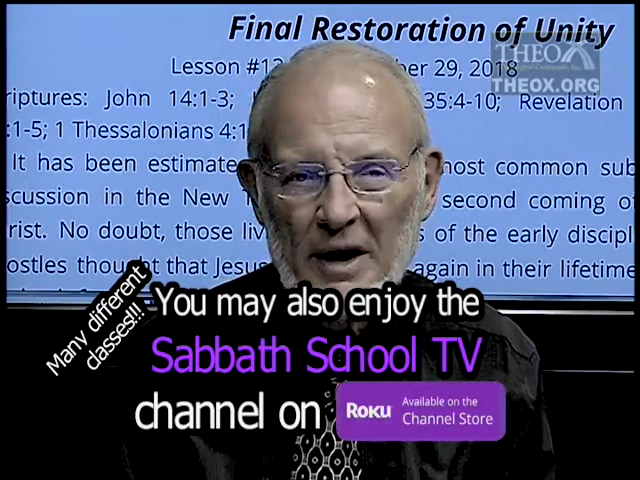 Final Restoration of Unity
THEOX
THEOX.ORG
Lesson #13 ber 29, 2018
riptures: John 14:1-3; 35:4-10; Revelation
:1-5; 1 Thessalonians 4:1
It has been estimate most common sub
scussion in the New second coming of
rist. No doubt, those liv s of the early discipl
ostles thought that Jesu again in their lifetime
Many different
classes!!!
You may also enjoy the
Sabbath School TV
channel on
ROKU
Available on the
Channel Store